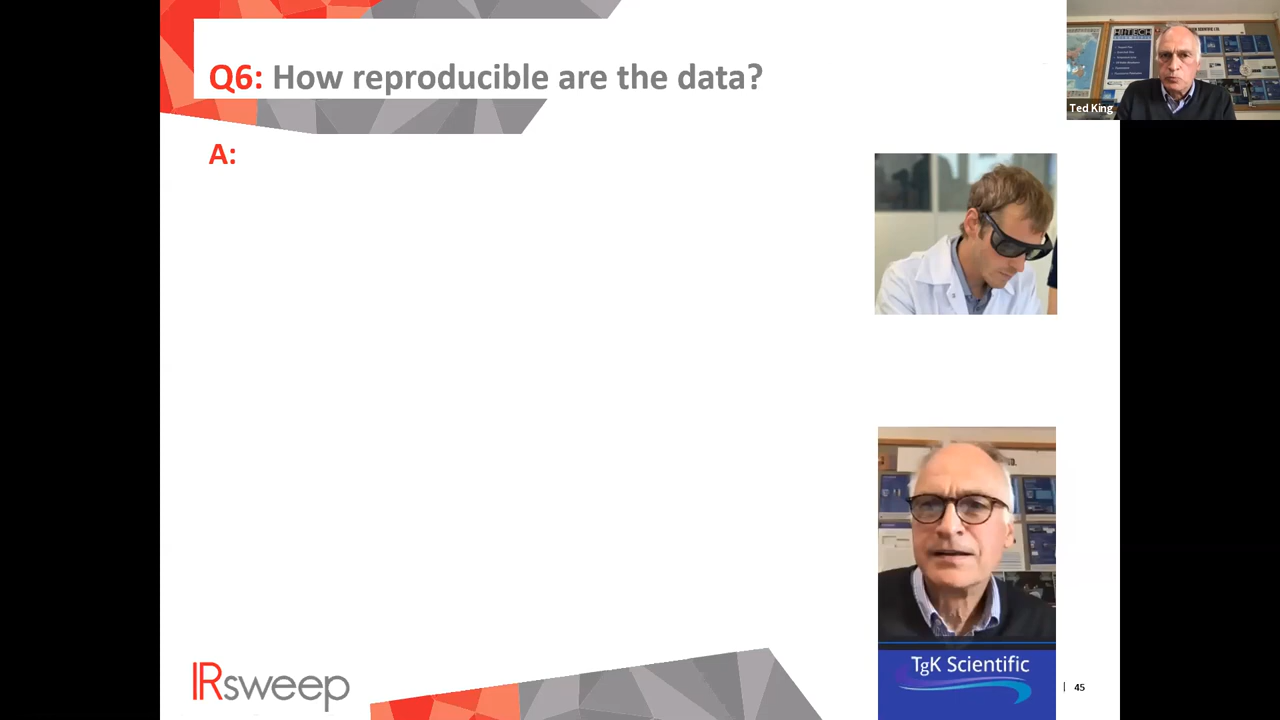 Q6: How reproducible are the data?
Ted King
A:
TgK Scientific
IRsweep
| 45